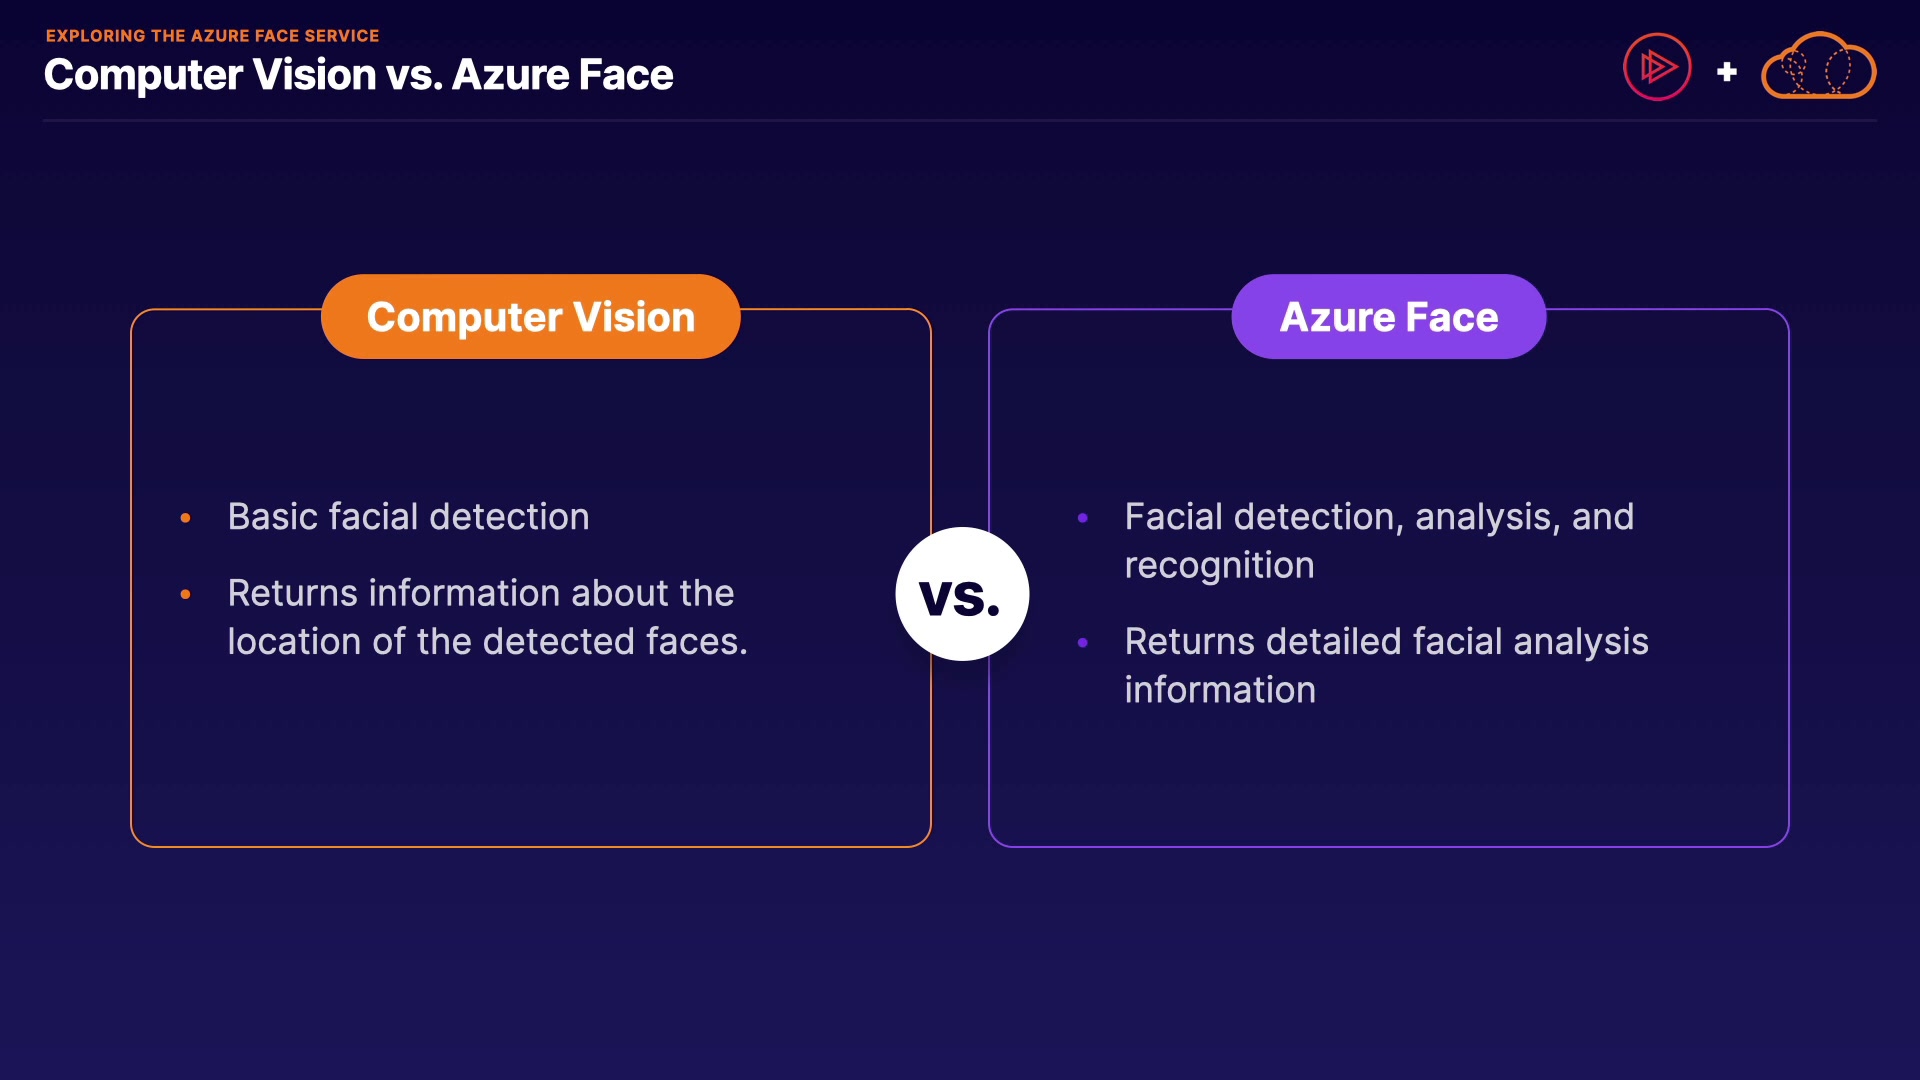 EXPLORING THE AZURE FACE SERVICE
Computer Vision vs. Azure Face
+
Computer Vision
• Basic facial detection
• Returns information about the
location of the detected faces.
vs.
Azure Face
• Facial detection, analysis, and
recognition
• Returns detailed facial analysis
information